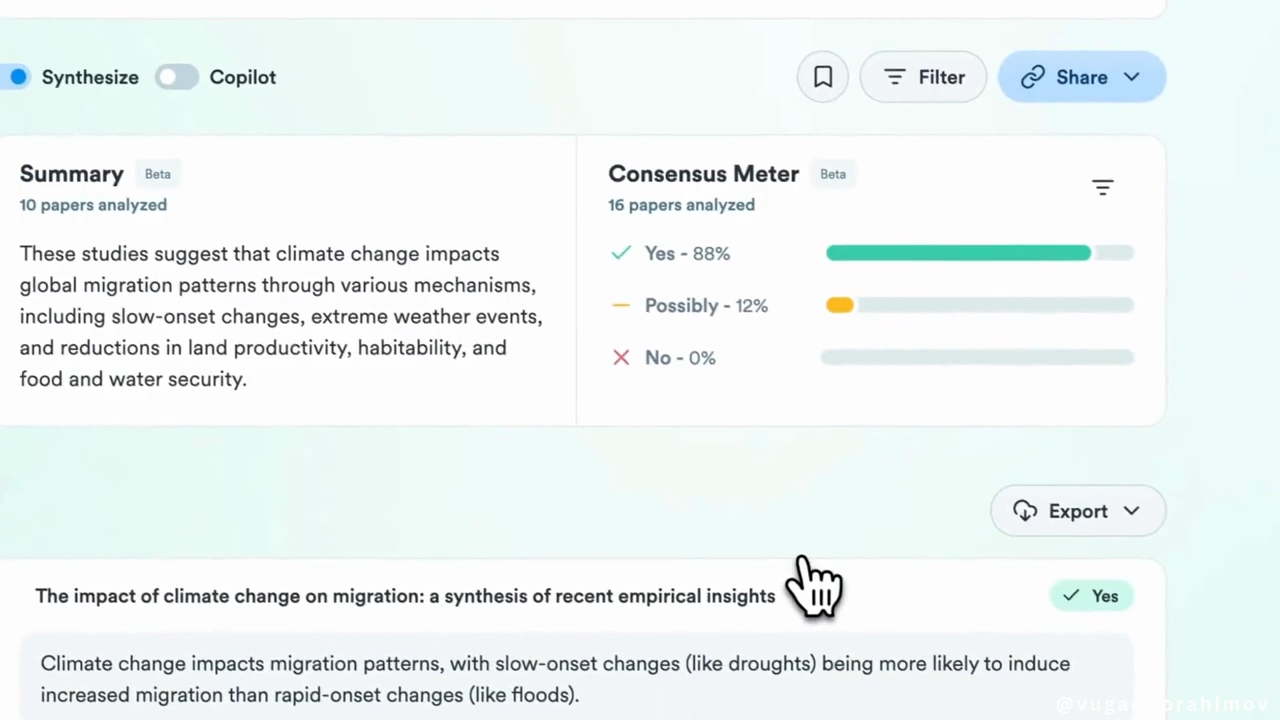 Synthesize Copilot Filter Share
Summary Beta
10 papers analyzed
These studies suggest that climate change impacts
global migration patterns through various mechanisms,
including slow-onset changes, extreme weather events,
and reductions in land productivity, habitability, and
food and water security.
Consensus Meter Beta
16 papers analyzed
Yes - 88%
Possibly - 12%
No - 0%
Export
The impact of climate change on migration: a synthesis of recent empirical insights Yes
Climate change impacts migration patterns, with slow-onset changes (like droughts) being more likely to induce
increased migration than rapid-onset changes (like floods).